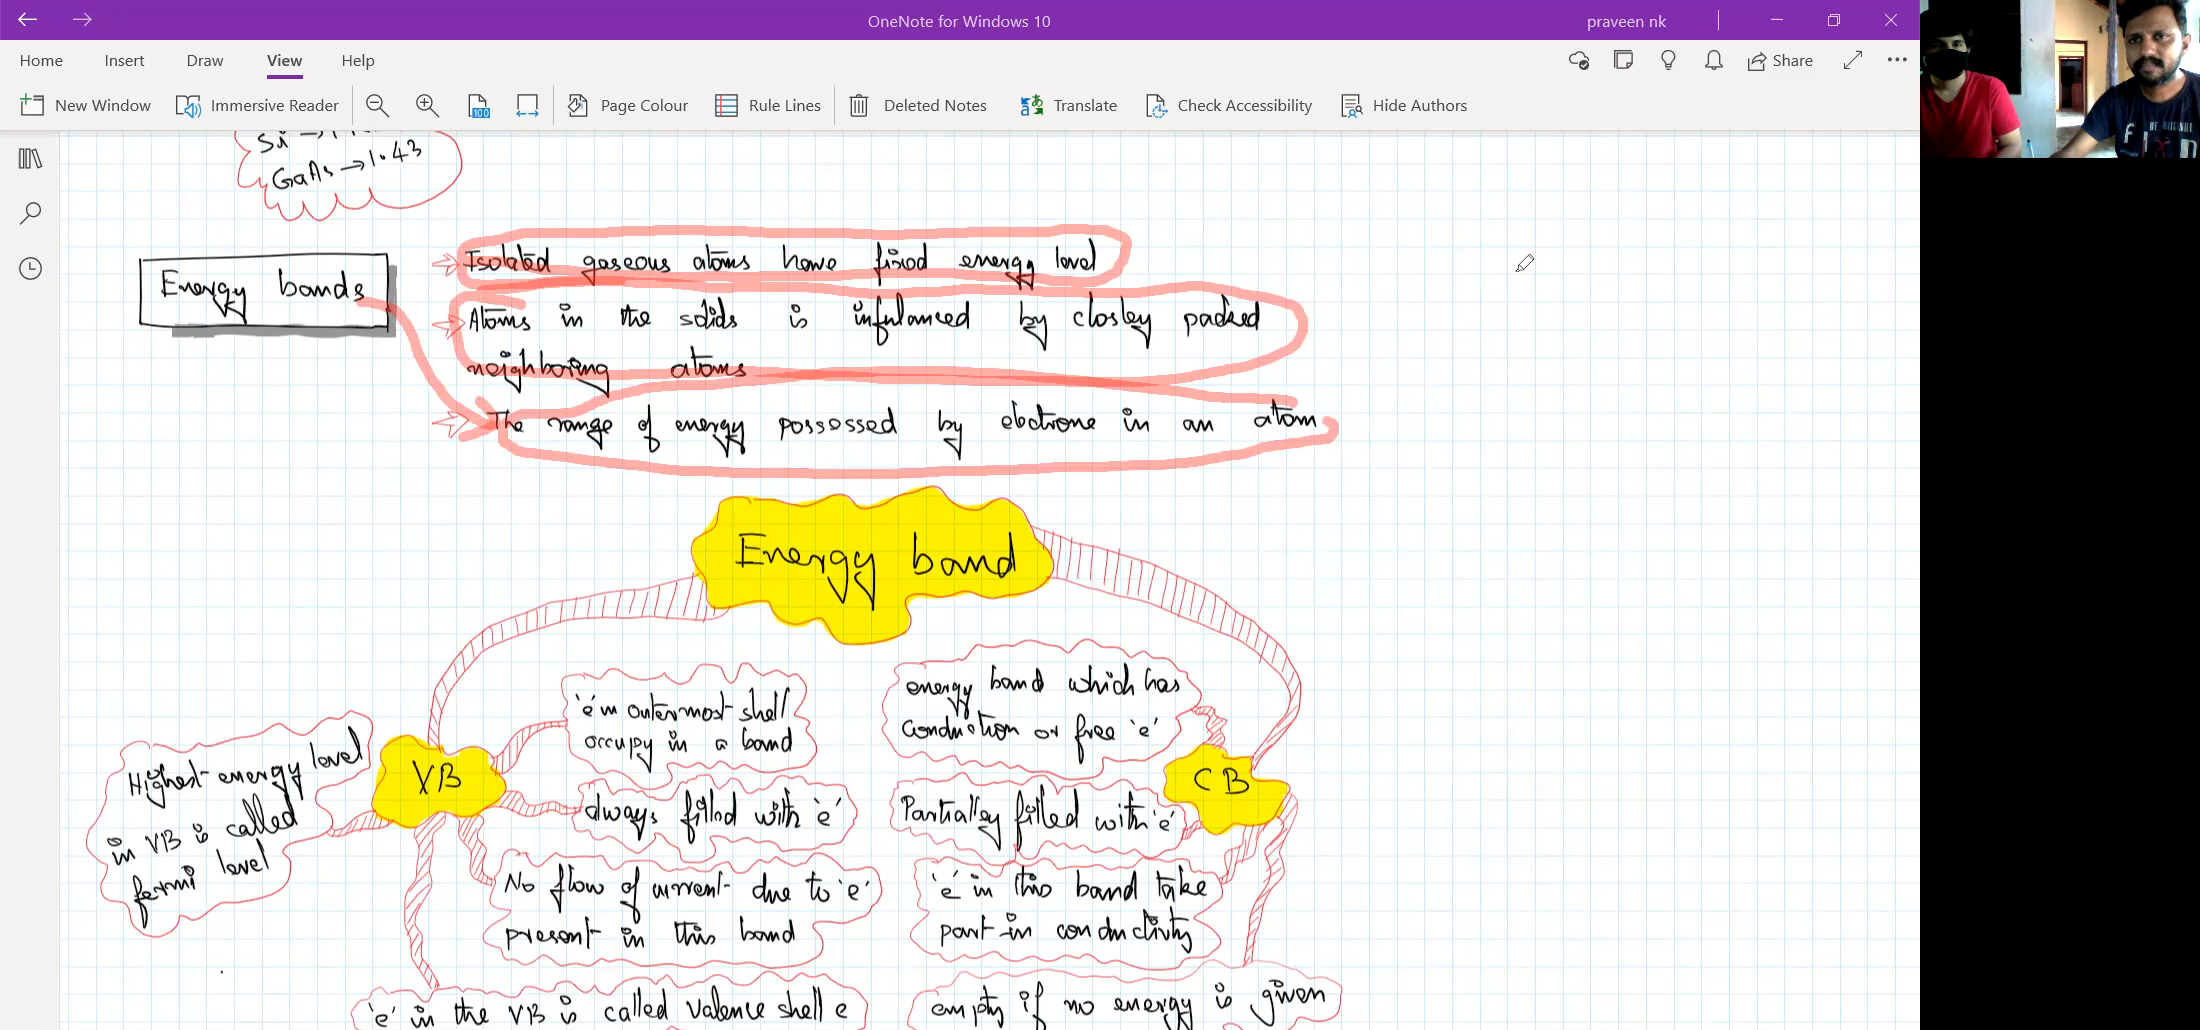 OneNote for Windows 10
praveen nk
Home Insert Draw View Help
Share
New Window Immersive Reader 100 Page Colour Rule Lines Deleted Notes Translate Check Accessibility Hide Authors
Si →
GaAs → 1.43
Energy bands
Isolated gaseous atoms have fixed energy level
Atoms in the solids is infulanced by closley packed
neighboring atoms
The range of energy possessed by electrons in an atom
Energy band
VB
'e' in outermost shell
occupy in a band
always filled with 'e'
No flow of current due to 'e'
present in this band
'e' in the VB is called valence shell e
Highest energy level
in VB is called
fermi level
CB
energy band which has
conduction or free 'e'
Partially filled with 'e'
'e' in this band take
part in conductivity
empty if no energy is given